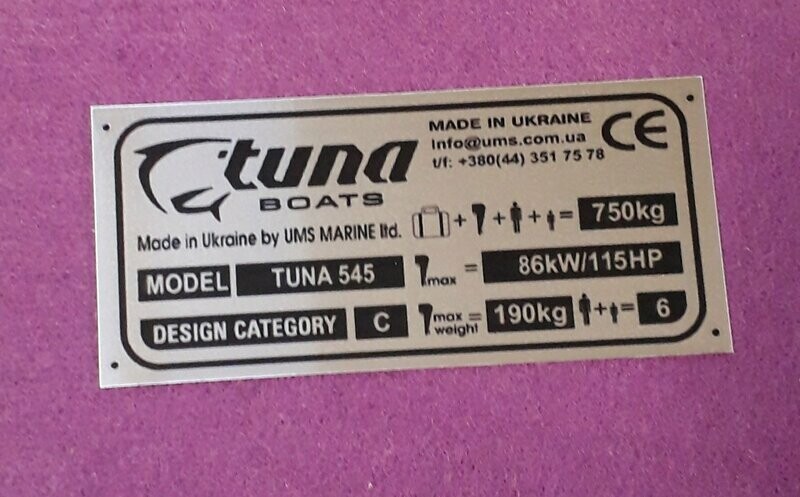 tuna
BOATS
MADE IN UKRAINE
Info@ums.com.ua
t/f: +380(44) 351 75 78
CE
Made in Ukraine by UMS MARINE ltd.
+ + + = 750kg
MODEL TUNA 545
max = 86kW/115HP
DESIGN CATEGORY C
max weight = 190kg
+ = 6